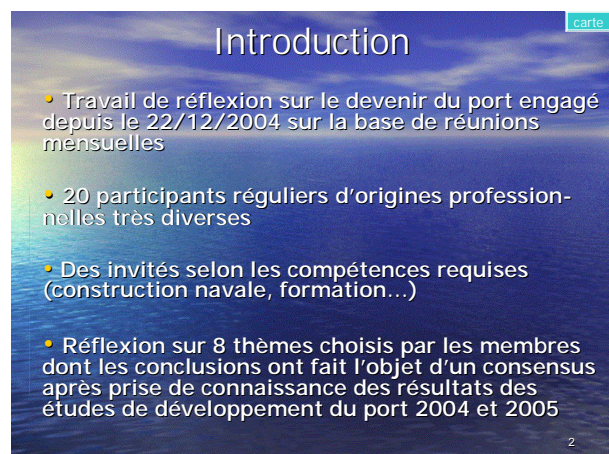 carte
Introduction
• Travail de réflexion sur le devenir du port engagé
depuis le 22/12/2004 sur la base de réunions
mensuelles
• 20 participants réguliers d'origines profession-
nelles très diverses
• Des invités selon les compétences requises
(construction navale, formation...)
• Réflexion sur 8 thèmes choisis par les membres
dont les conclusions ont fait l'objet d'un consensus
après prise de connaissance des résultats des
études de développement du port 2004 et 2005
2